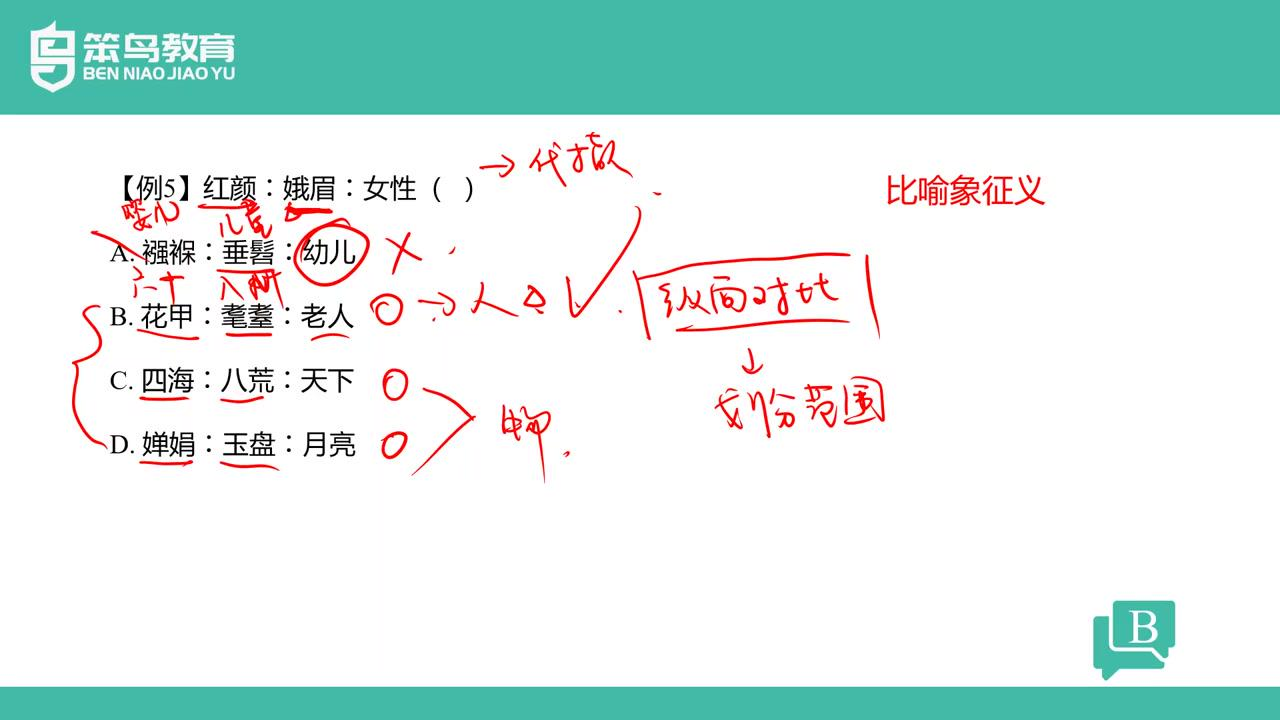 笨鸟教育
BEN NIAO JIAO YU
→代指
【例5】红颜：娥眉：女性（ ）
比喻象征义
婴儿 儿童
A. 襁褓：垂髫：幼儿
六十
纵向对比
B. 花甲：耄耋：老人
→人
C. 四海：八荒：天下
划分范围
D. 婵娟：玉盘：月亮
B